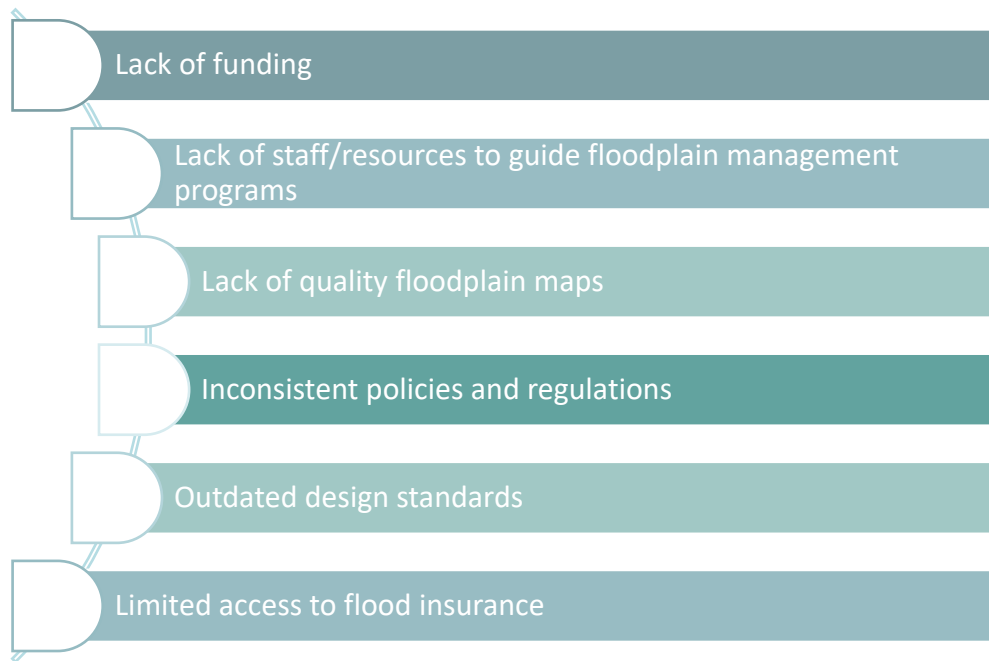 Lack of funding
Lack of staff/resources to guide floodplain management
programs
Lack of quality floodplain maps
Inconsistent policies and regulations
Outdated design standards
Limited access to flood insurance